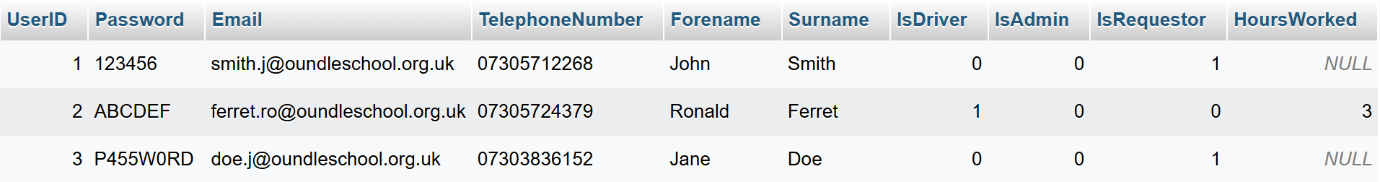 UserID Password Email TelephoneNumber Forename Surname IsDriver IsAdmin IsRequestor HoursWorked
1 123456 smith.j@oundleschool.org.uk 07305712268 John Smith 0 0 1 NULL
2 ABCDEF ferret.ro@oundleschool.org.uk 07305724379 Ronald Ferret 1 0 0 3
3 P455W0RD doe.j@oundleschool.org.uk 07303836152 Jane Doe 0 0 1 NULL